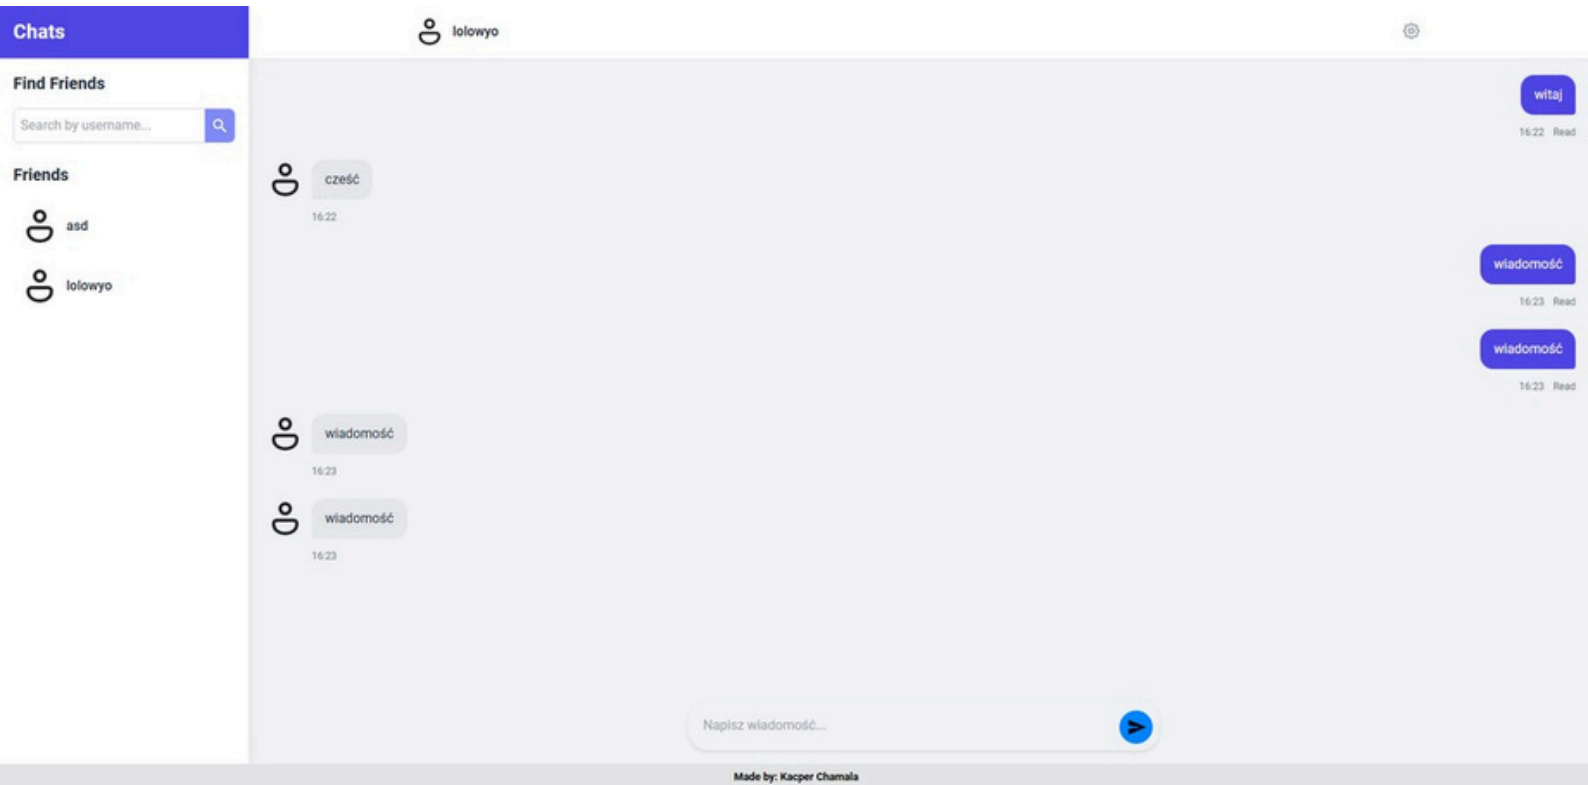 Chats
lolowyo
Find Friends
Search by username...
Friends
asd
lolowyo
witaj
16:22 Read
cześć
16:22
wiadomość
16:23 Read
wiadomość
16:23 Read
wiadomość
16:23
wiadomość
16:23
Napisz wiadomość...
Made by: Kacper Chamala